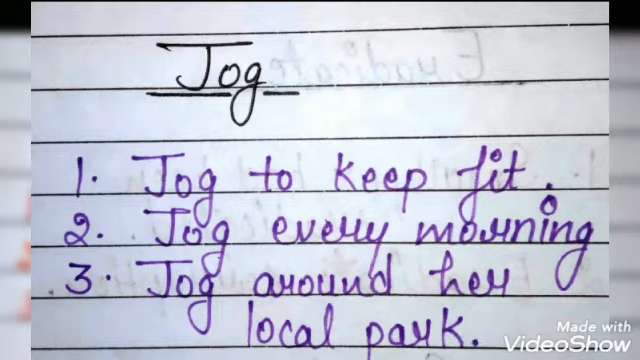 Jog
1. Jog to keep fit.
2. Jog every morning
3. Jog around her
local park.
Made with
VideoShow